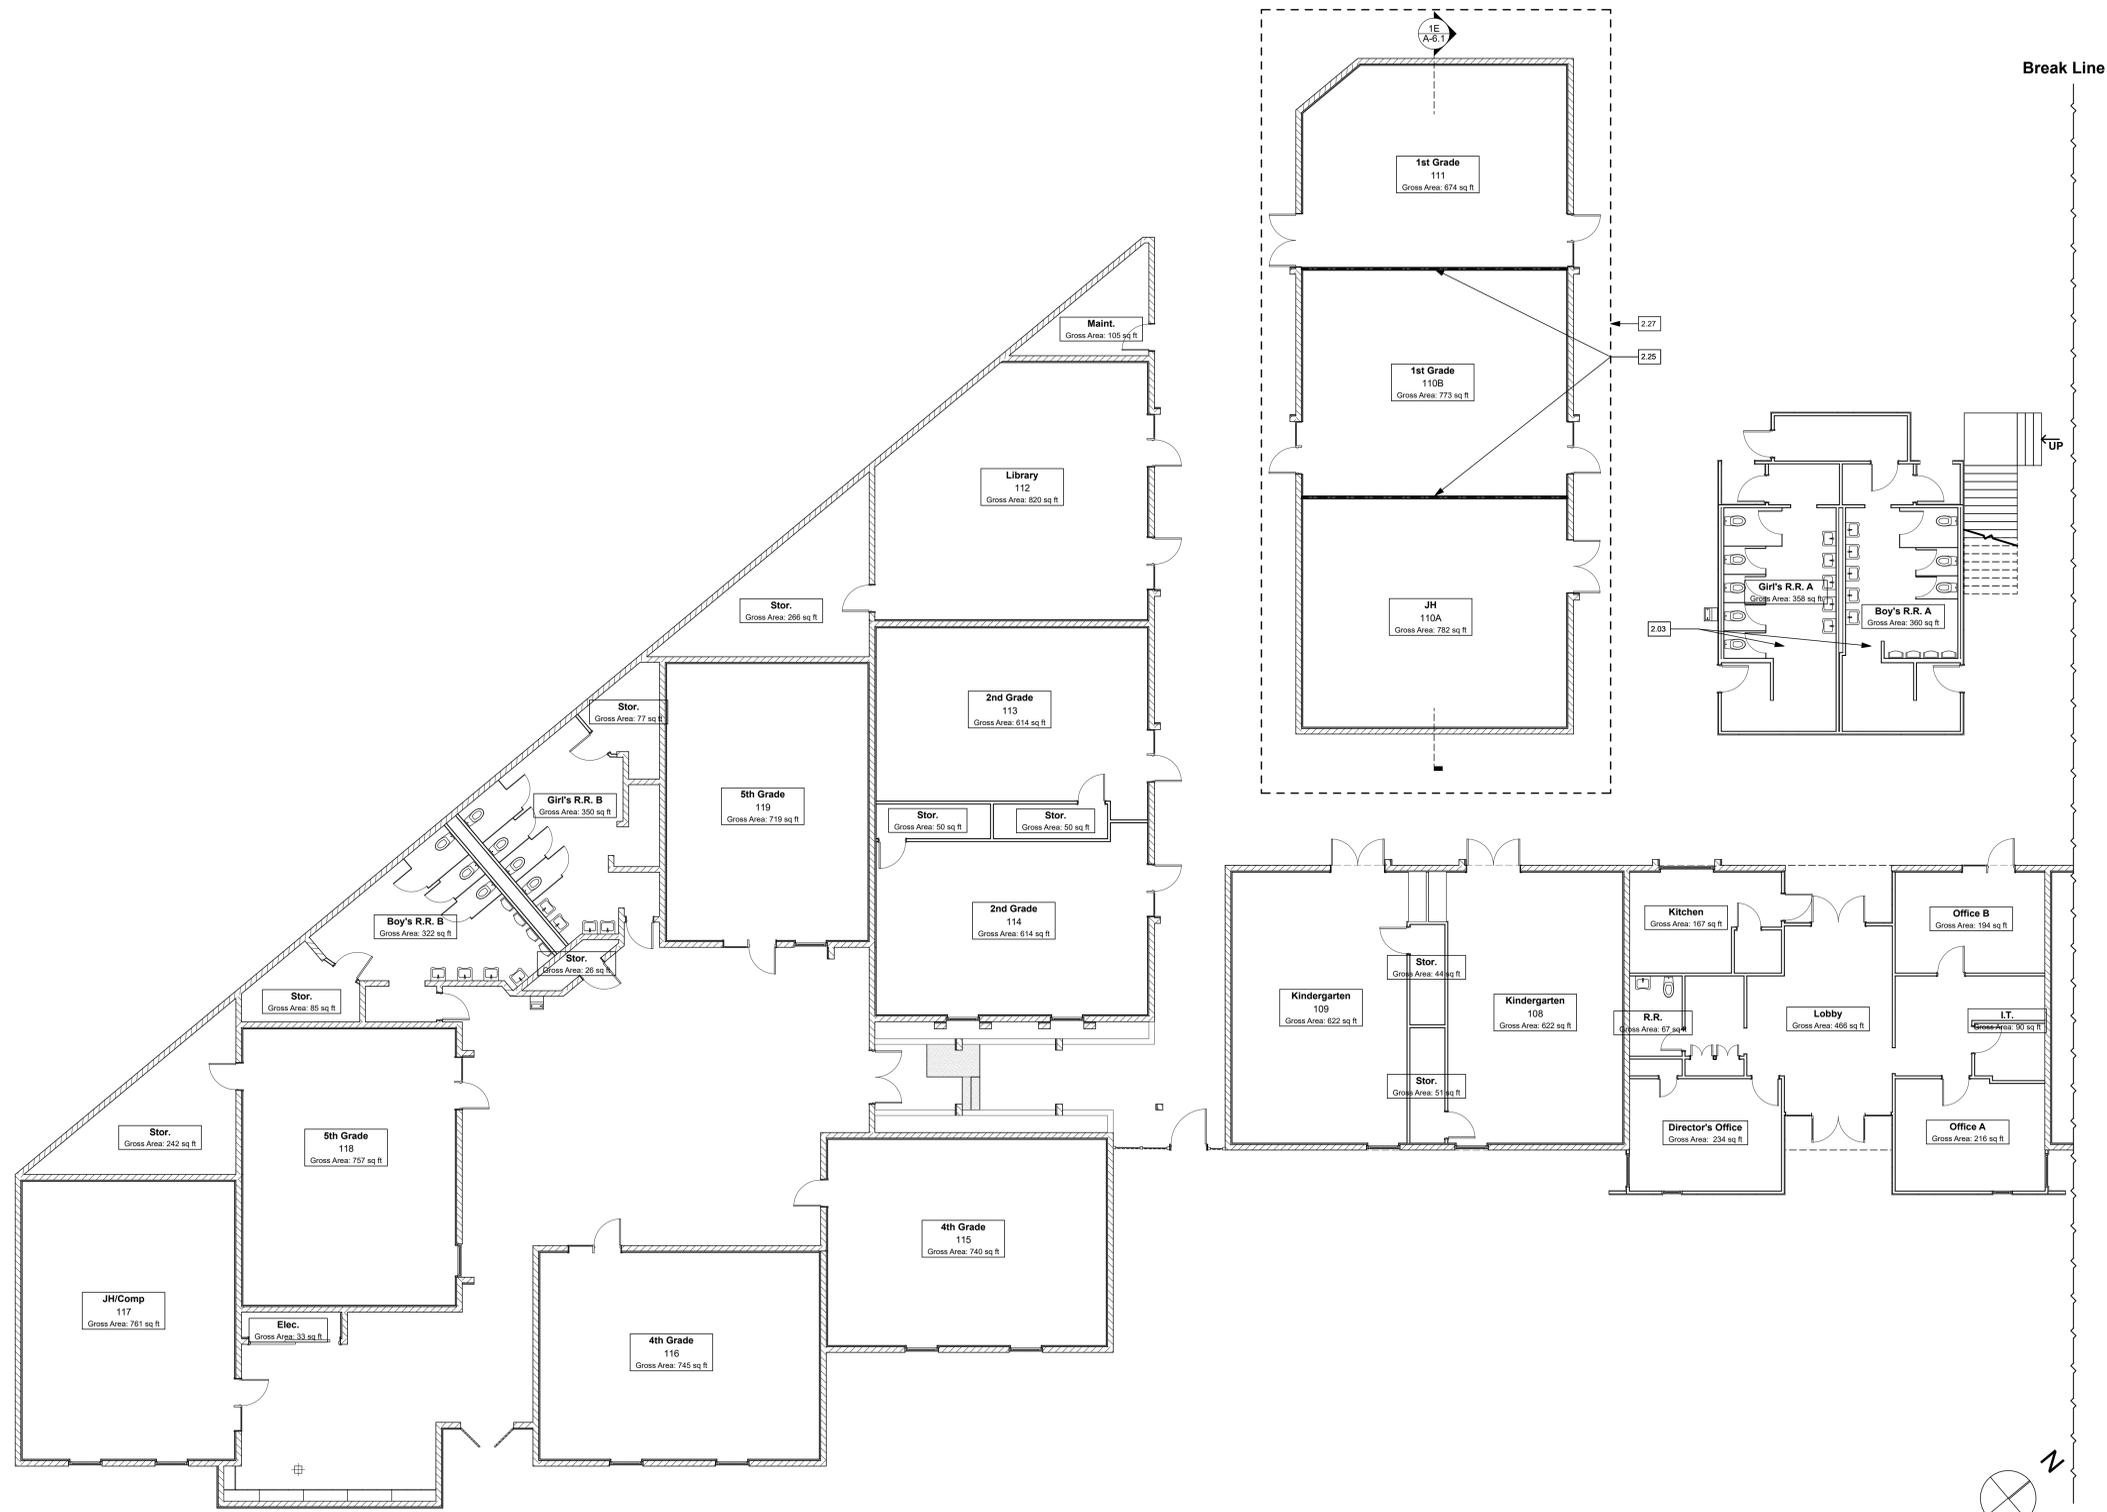 1E
A-6.1
Break Line
1st Grade
111
Gross Area: 674 sq ft
Maint.
Gross Area: 105 sq ft
2.27
2.25
1st Grade
110B
Gross Area: 773 sq ft
UP
Library
112
Gross Area: 820 sq ft
Stor.
Gross Area: 266 sq ft
JH
110A
Gross Area: 782 sq ft
Girl's R.R. A
Gross Area: 358 sq ft
Boy's R.R. A
Gross Area: 360 sq ft
2.03
2nd Grade
113
Gross Area: 614 sq ft
Stor.
Gross Area: 77 sq ft
5th Grade
119
Gross Area: 719 sq ft
Girl's R.R. B
Gross Area: 350 sq ft
Stor.
Gross Area: 50 sq ft
Stor.
Gross Area: 50 sq ft
2nd Grade
114
Gross Area: 614 sq ft
Boy's R.R. B
Gross Area: 322 sq ft
Kitchen
Gross Area: 167 sq ft
Office B
Gross Area: 194 sq ft
Stor.
Gross Area: 26 sq ft
Stor.
Gross Area: 44 sq ft
Stor.
Gross Area: 85 sq ft
Kindergarten
109
Gross Area: 622 sq ft
Kindergarten
108
Gross Area: 622 sq ft
R.R.
Gross Area: 67 sq ft
Lobby
Gross Area: 466 sq ft
I.T.
Gross Area: 90 sq ft
Stor.
Gross Area: 51 sq ft
Stor.
Gross Area: 242 sq ft
5th Grade
118
Gross Area: 757 sq ft
Director's Office
Gross Area: 234 sq ft
Office A
Gross Area: 216 sq ft
4th Grade
115
Gross Area: 740 sq ft
JH/Comp
117
Gross Area: 761 sq ft
Elec.
Gross Area: 33 sq ft
4th Grade
116
Gross Area: 745 sq ft
N